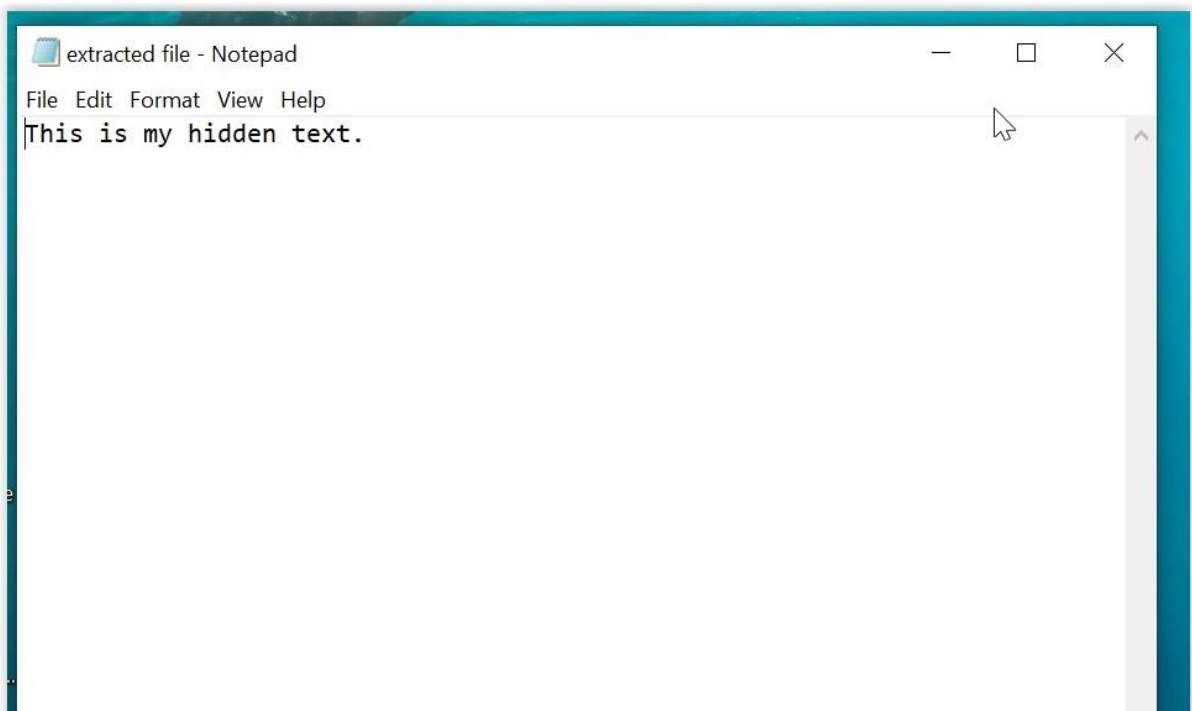 extracted file - Notepad
File Edit Format View Help
This is my hidden text.
e
..